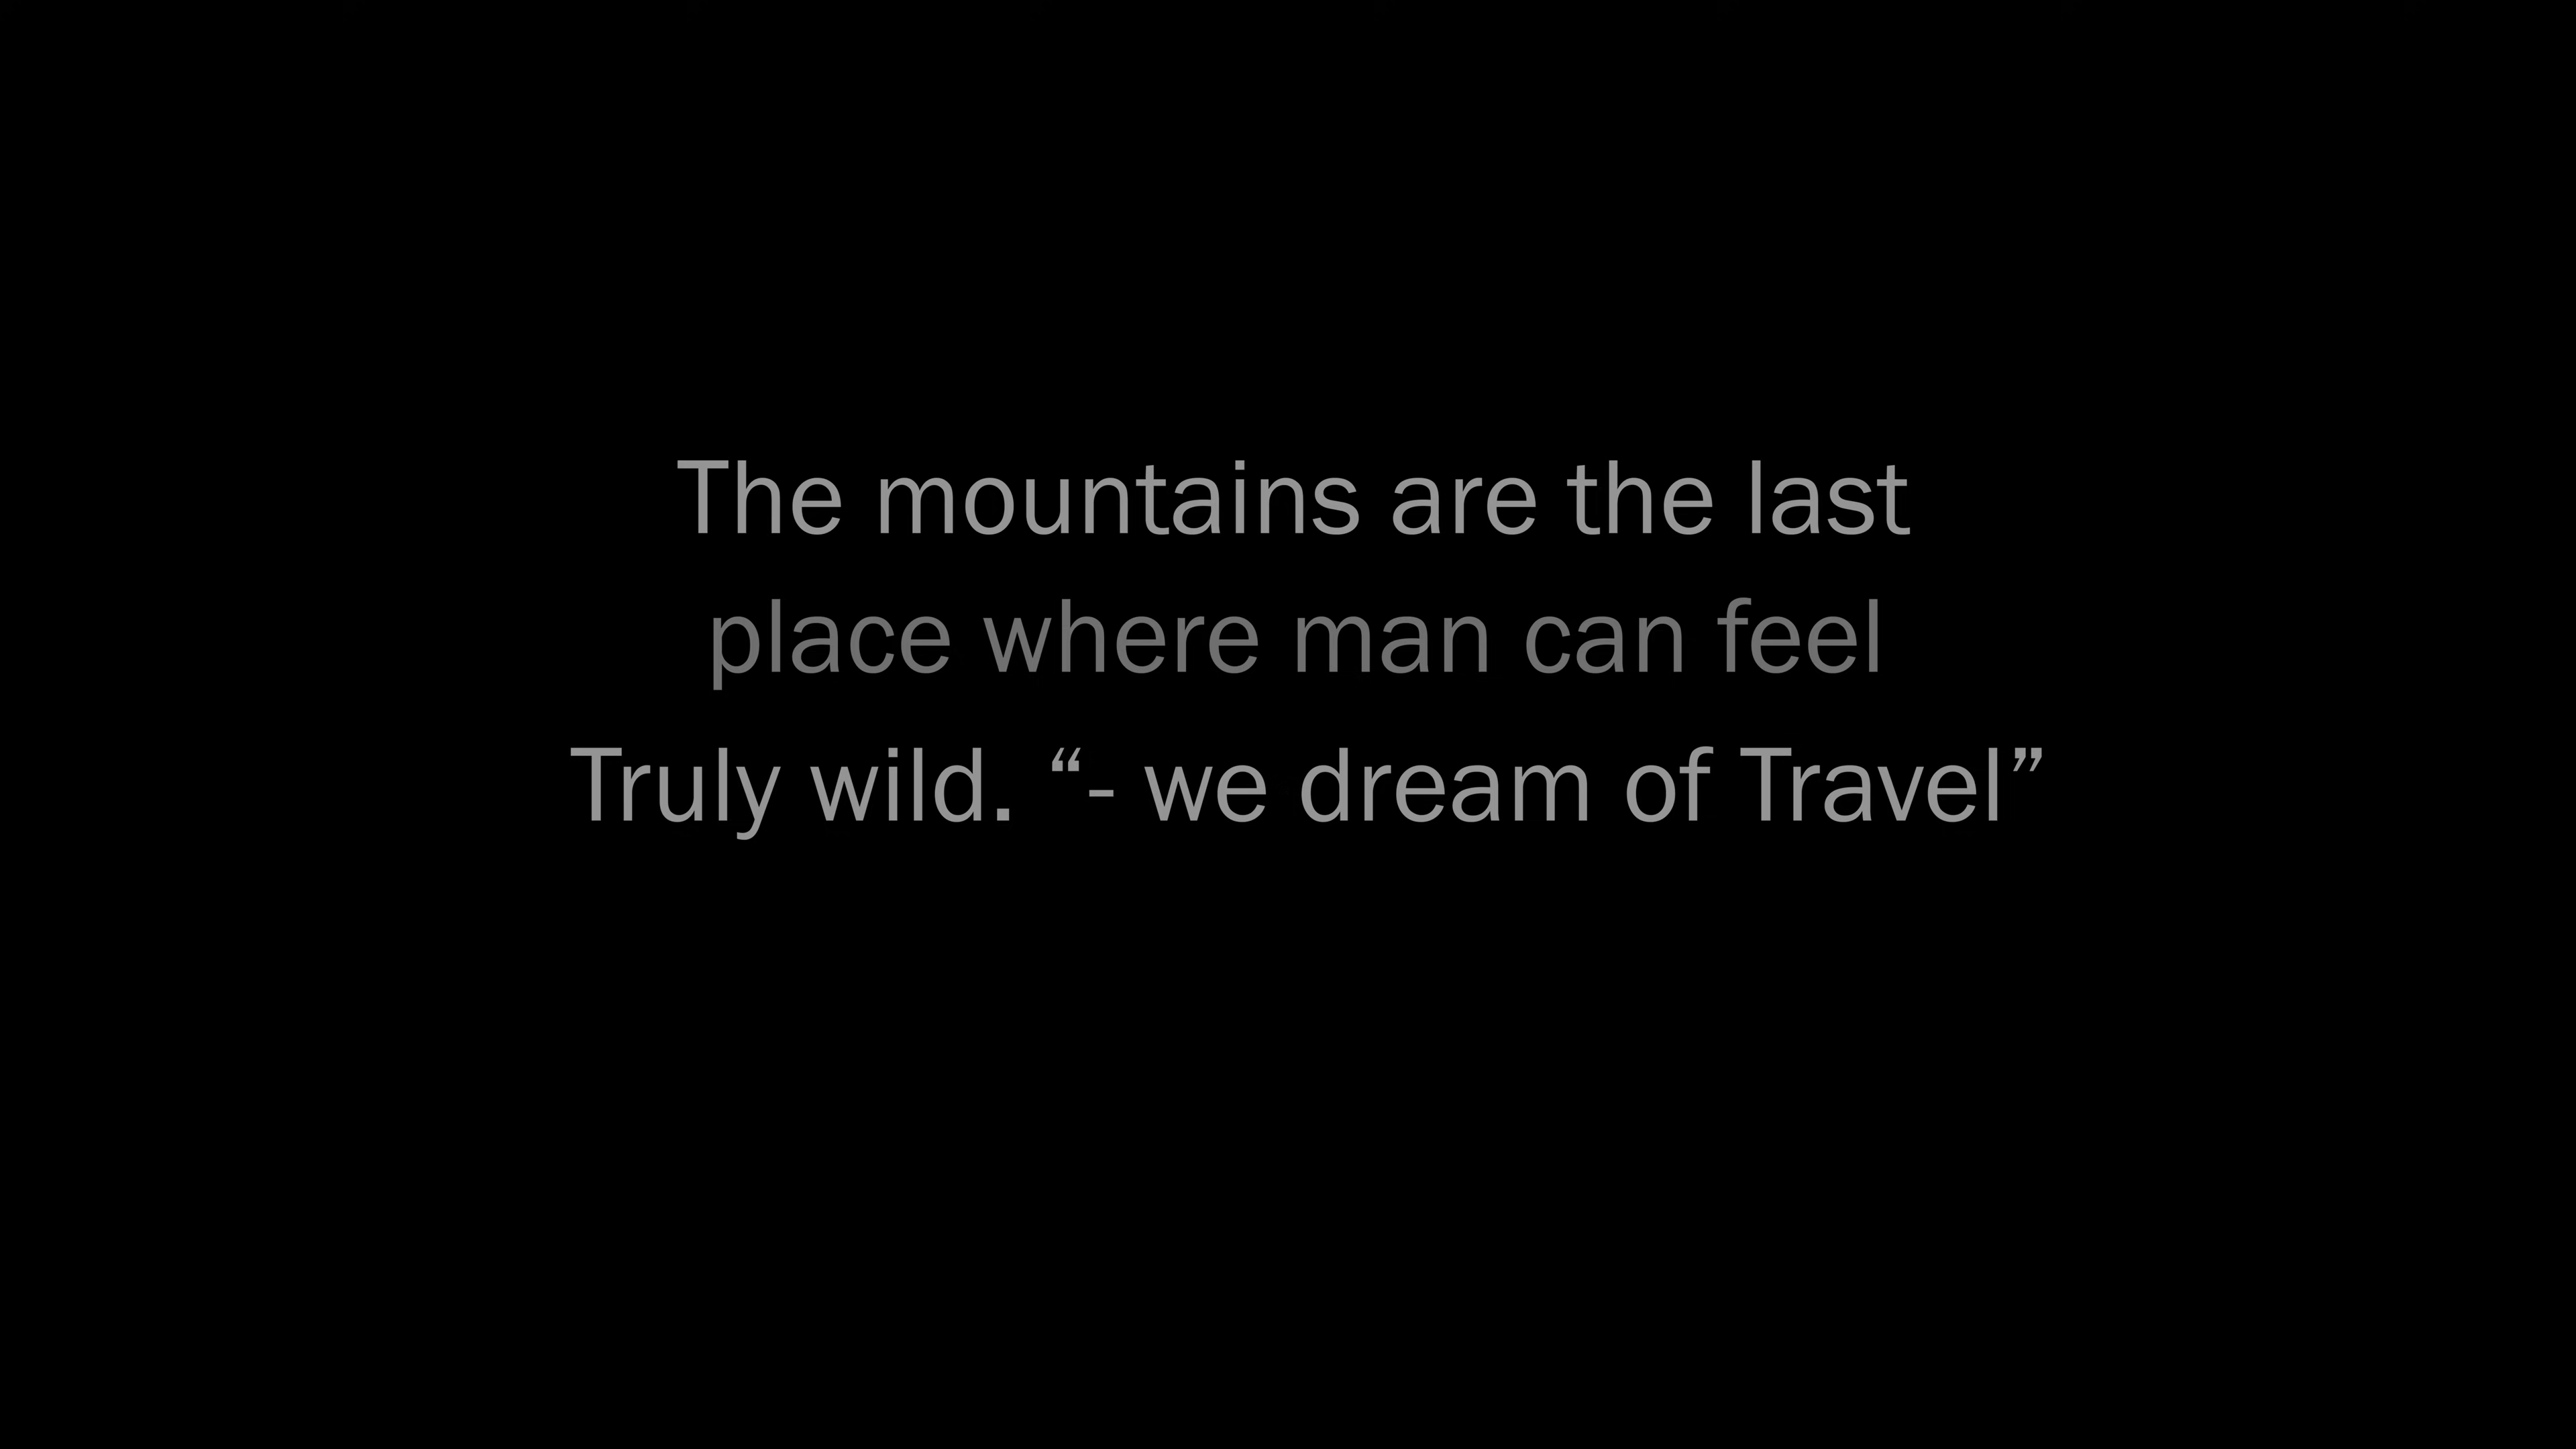 The mountains are the last
place where man can feel
Truly wild. “- we dream of Travel”